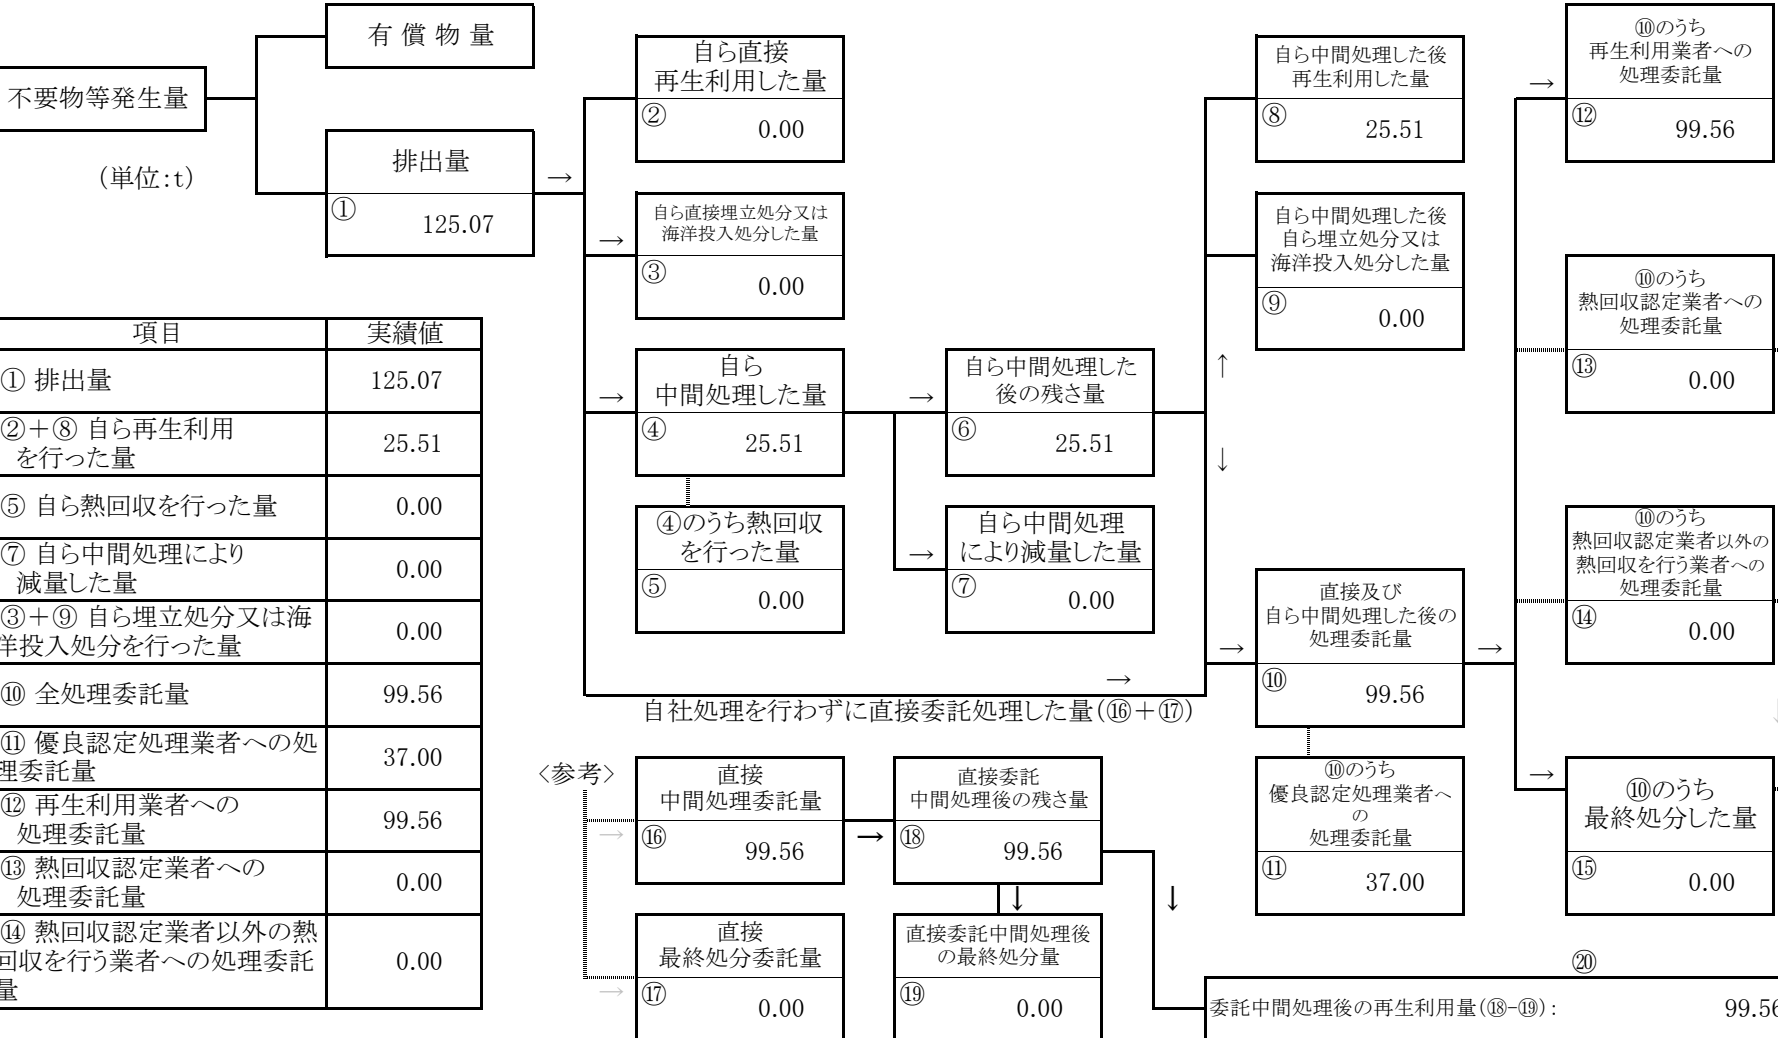 不要物等発生量
有 償 物 量
(単位:t)
排出量
①
125.07
→
自ら直接
再生利用した量
②
0.00
→
自ら直接埋立処分又は
海洋投入処分した量
③
0.00
→
自ら
中間処理した量
④
25.51
④のうち熱回収
を行った量
⑤
0.00
→
自ら中間処理した
後の残さ量
⑥
25.51
→
自ら中間処理
により減量した量
⑦
0.00
↑
↓
自ら中間処理した後
再生利用した量
⑧
25.51
自ら中間処理した後
自ら埋立処分又は
海洋投入処分した量
⑨
0.00
→
自社処理を行わずに直接委託処理した量(⑯+⑰)
→
直接及び
自ら中間処理した後の
処理委託量
⑩
99.56
⑩のうち
優良認定処理業者へ
の
処理委託量
⑪
37.00
→
→
⑩のうち
再生利用業者への
処理委託量
⑫
99.56
⑩のうち
熱回収認定業者への
処理委託量
⑬
0.00
⑩のうち
熱回収認定業者以外の
熱回収を行う業者への
処理委託量
⑭
0.00
→
⑩のうち
最終処分した量
⑮
0.00
項目 実績値
① 排出量 125.07
②+⑧ 自ら再生利用
を行った量
25.51
⑤ 自ら熱回収を行った量 0.00
⑦ 自ら中間処理により
減量した量
0.00
③+⑨ 自ら埋立処分又は海
洋投入処分を行った量
0.00
⑩ 全処理委託量 99.56
⑪ 優良認定処理業者への処
理委託量
37.00
⑫ 再生利用業者への
処理委託量
99.56
⑬ 熱回収認定業者への
処理委託量
0.00
⑭ 熱回収認定業者以外の熱
回収を行う業者への処理委託
量
0.00
〈参考〉
→
直接
中間処理委託量
⑯
99.56
→
直接委託
中間処理後の残さ量
⑱
99.56
↓
↓
→
直接
最終処分委託量
⑰
0.00
直接委託中間処理後
の最終処分量
⑲
0.00
⑳
委託中間処理後の再生利用量(⑱-⑲):
99.56